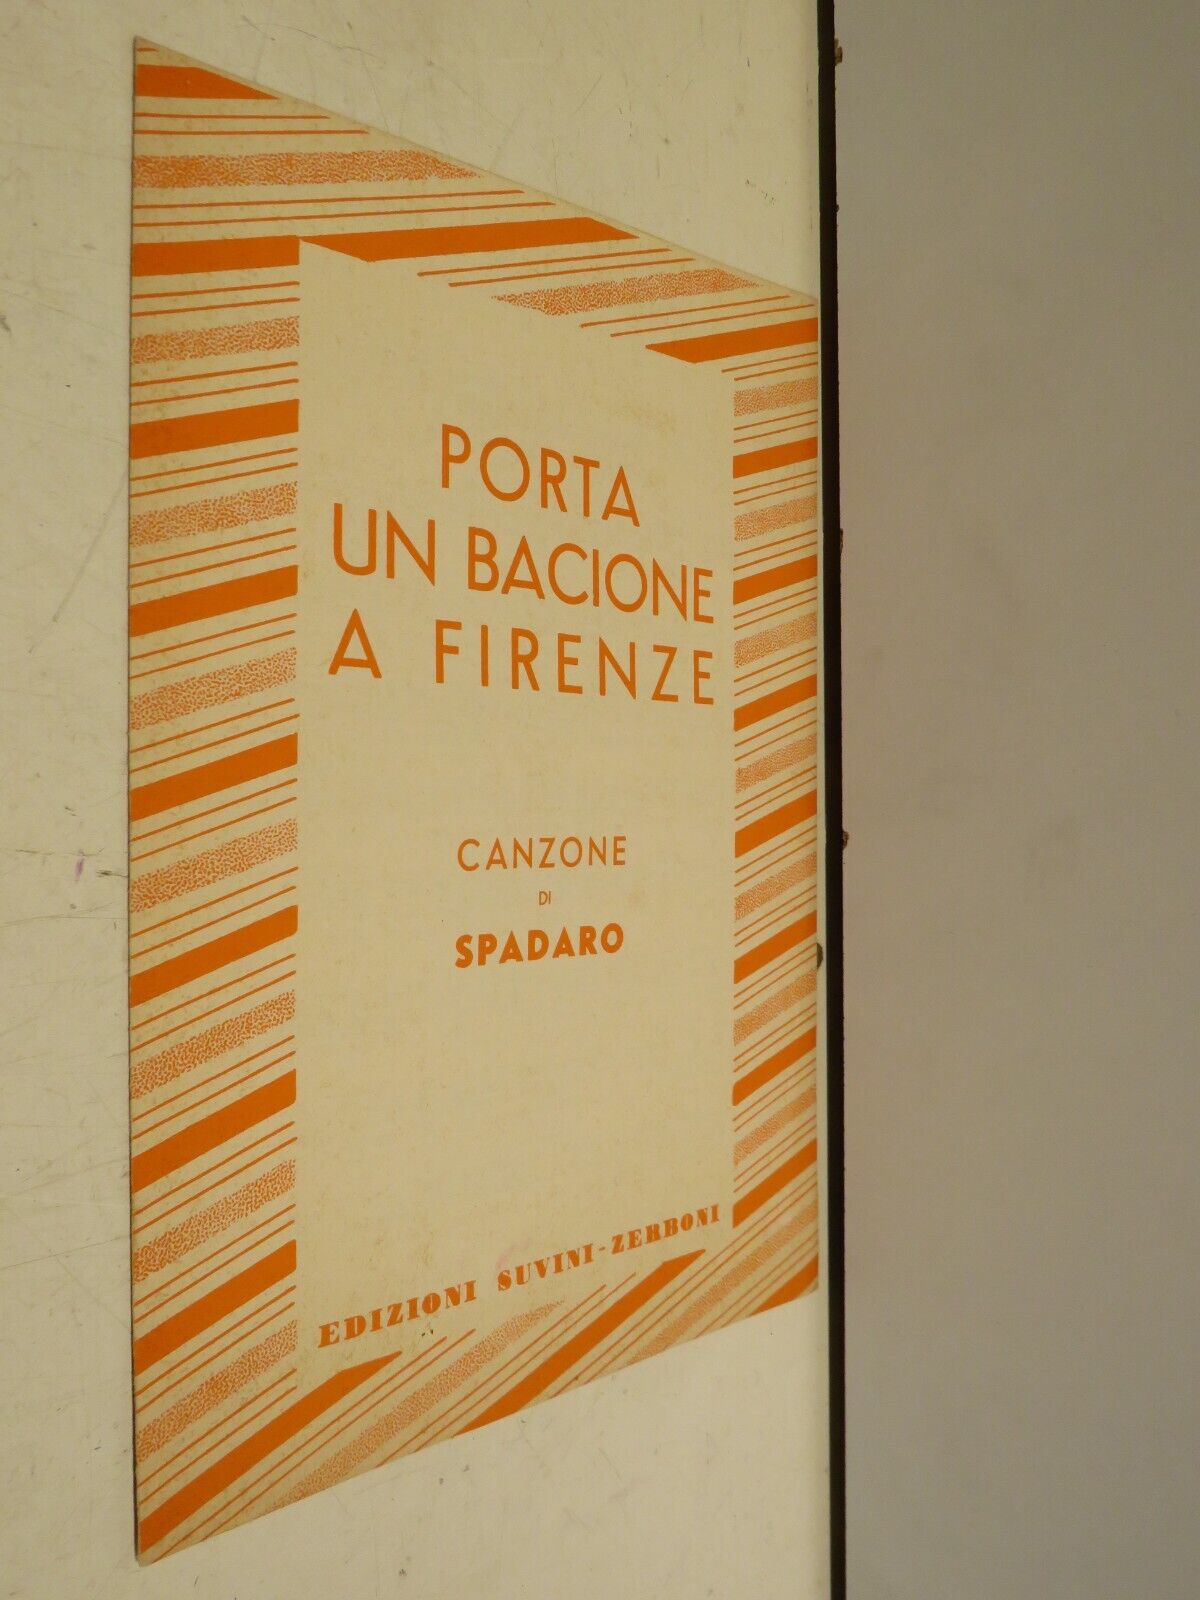 PORTA
UN BACIONE
A FIRENZE
CANZONE
DI
SPADARO
EDIZIONI SUVINI-ZERBONI